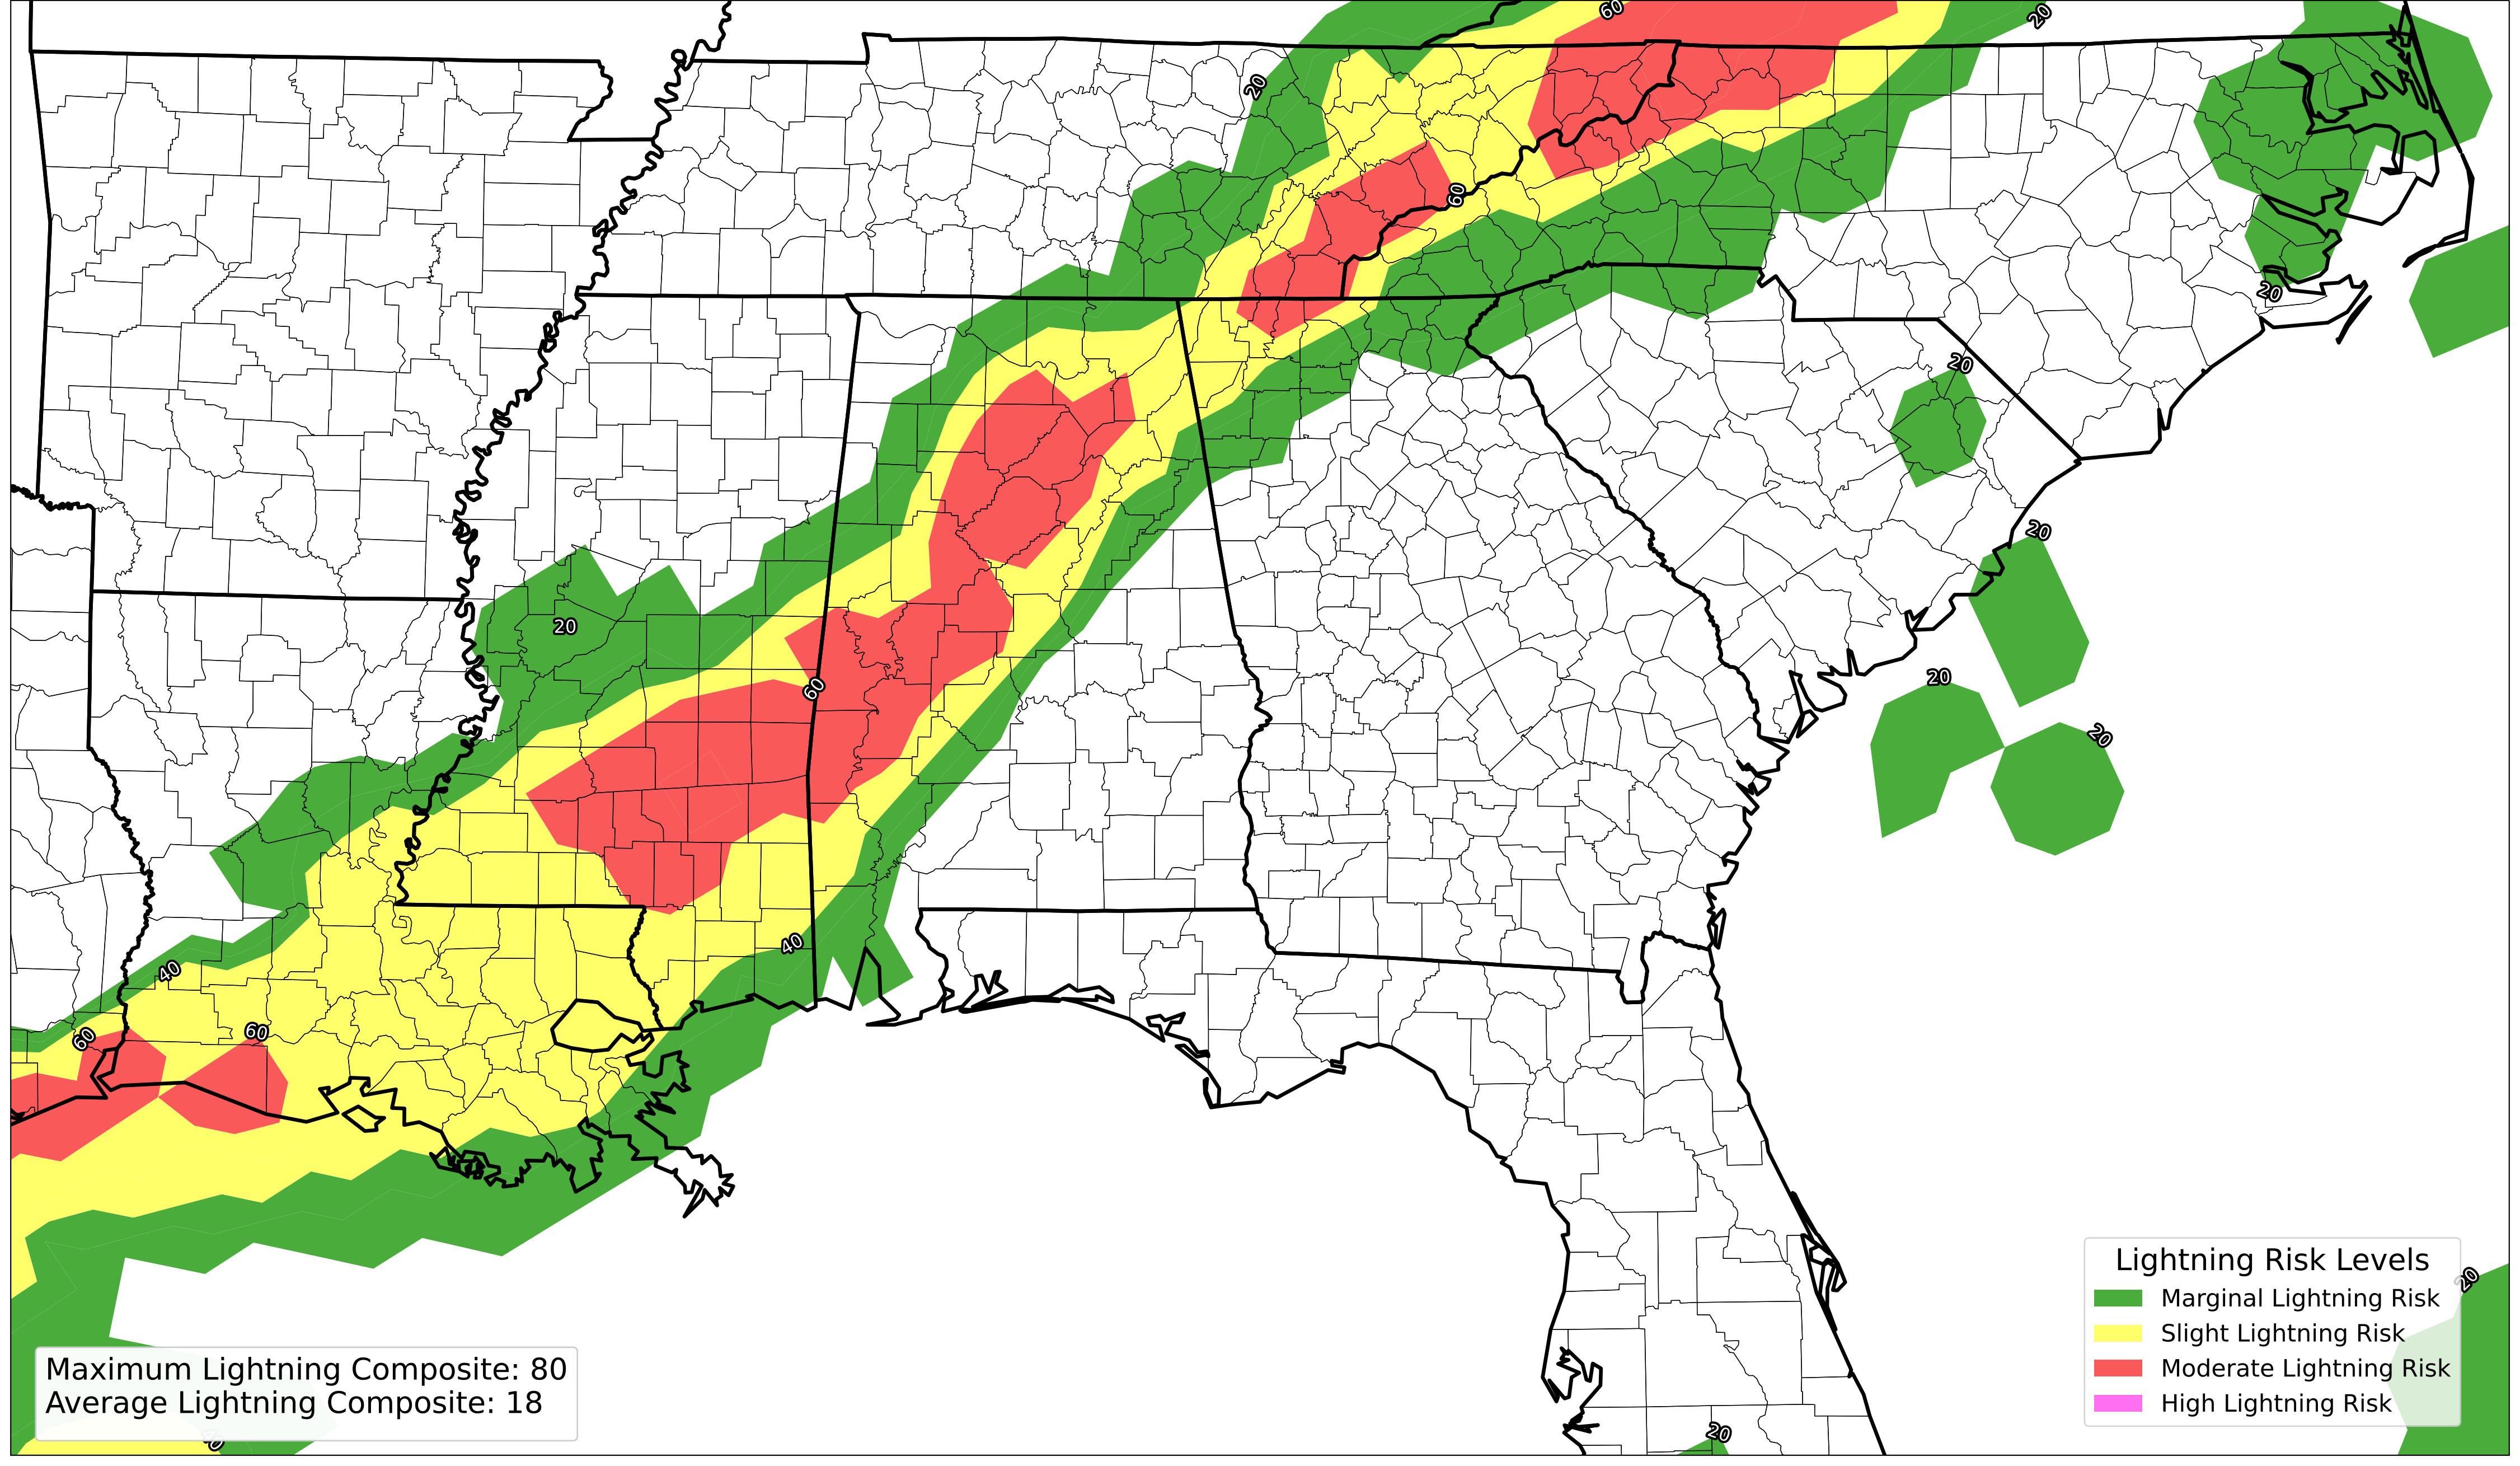 60
20
20
20
20
20
20
60
20
60
20
40
40
60
60
20
Lightning Risk Levels
Marginal Lightning Risk
Slight Lightning Risk
Moderate Lightning Risk
High Lightning Risk
Maximum Lightning Composite: 80
Average Lightning Composite: 18
20